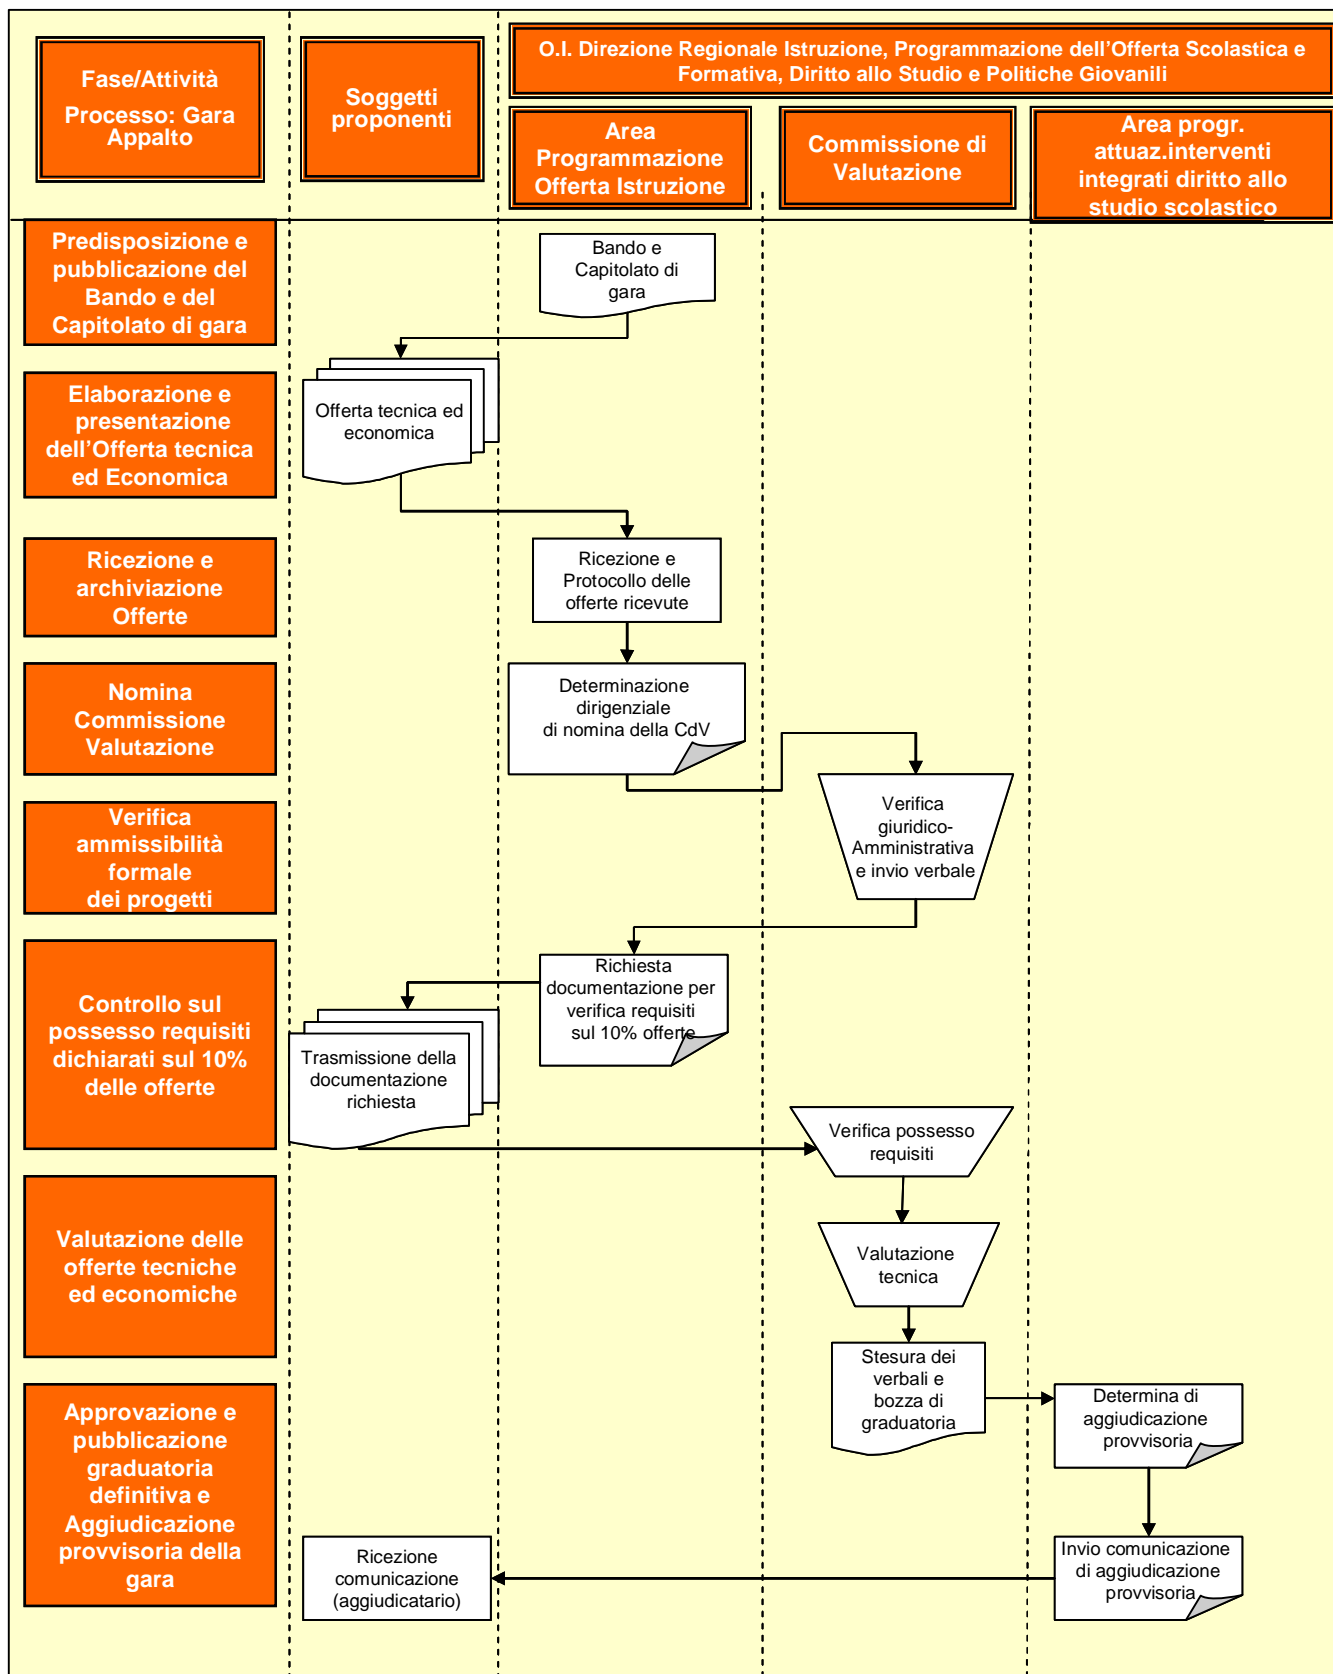 Fase/Attività
Processo: Gara
Appalto
Soggetti
proponenti
O.I. Direzione Regionale Istruzione, Programmazione dell'Offerta Scolastica e
Formativa, Diritto allo Studio e Politiche Giovanili
Area
Programmazione
Offerta Istruzione
Commissione di
Valutazione
Area progr.
attuaz.interventi
integrati diritto allo
studio scolastico
Predisposizione e
pubblicazione del
Bando e del
Capitolato di gara
Bando e
Capitolato di
gara
Elaborazione e
presentazione
dell'Offerta tecnica
ed Economica
Offerta tecnica ed
economica
Ricezione e
archiviazione
Offerte
Ricezione e
Protocollo delle
offerte ricevute
Nomina
Commissione
Valutazione
Determinazione
dirigenziale
di nomina della CdV
Verifica
ammissibilità
formale
dei progetti
Verifica
giuridico-
Amministrativa
e invio verbale
Controllo sul
possesso requisiti
dichiarati sul 10%
delle offerte
Richiesta
documentazione per
verifica requisiti
sul 10% offerte
Trasmissione della
documentazione
richiesta
Verifica possesso
requisiti
Valutazione delle
offerte tecniche
ed economiche
Valutazione
tecnica
Stesura dei
verbali e
bozza di
graduatoria
Approvazione e
pubblicazione
graduatoria
definitiva e
Aggiudicazione
provvisoria della
gara
Determina di
aggiudicazione
provvisoria
Invio comunicazione
di aggiudicazione
provvisoria
Ricezione
comunicazione
(aggiudicatario)